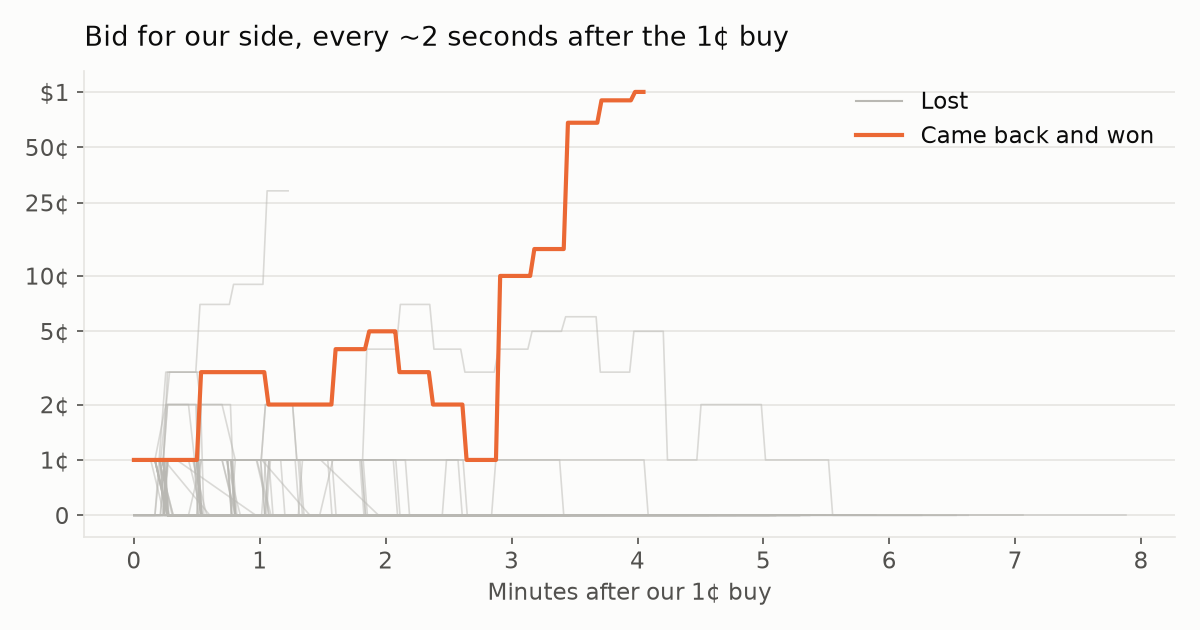 Bid for our side, every ~2 seconds after the 1¢ buy
$1
50¢
25¢
10¢
5¢
2¢
1¢
0
Lost
Came back and won
0 1 2 3 4 5 6 7 8
Minutes after our 1¢ buy